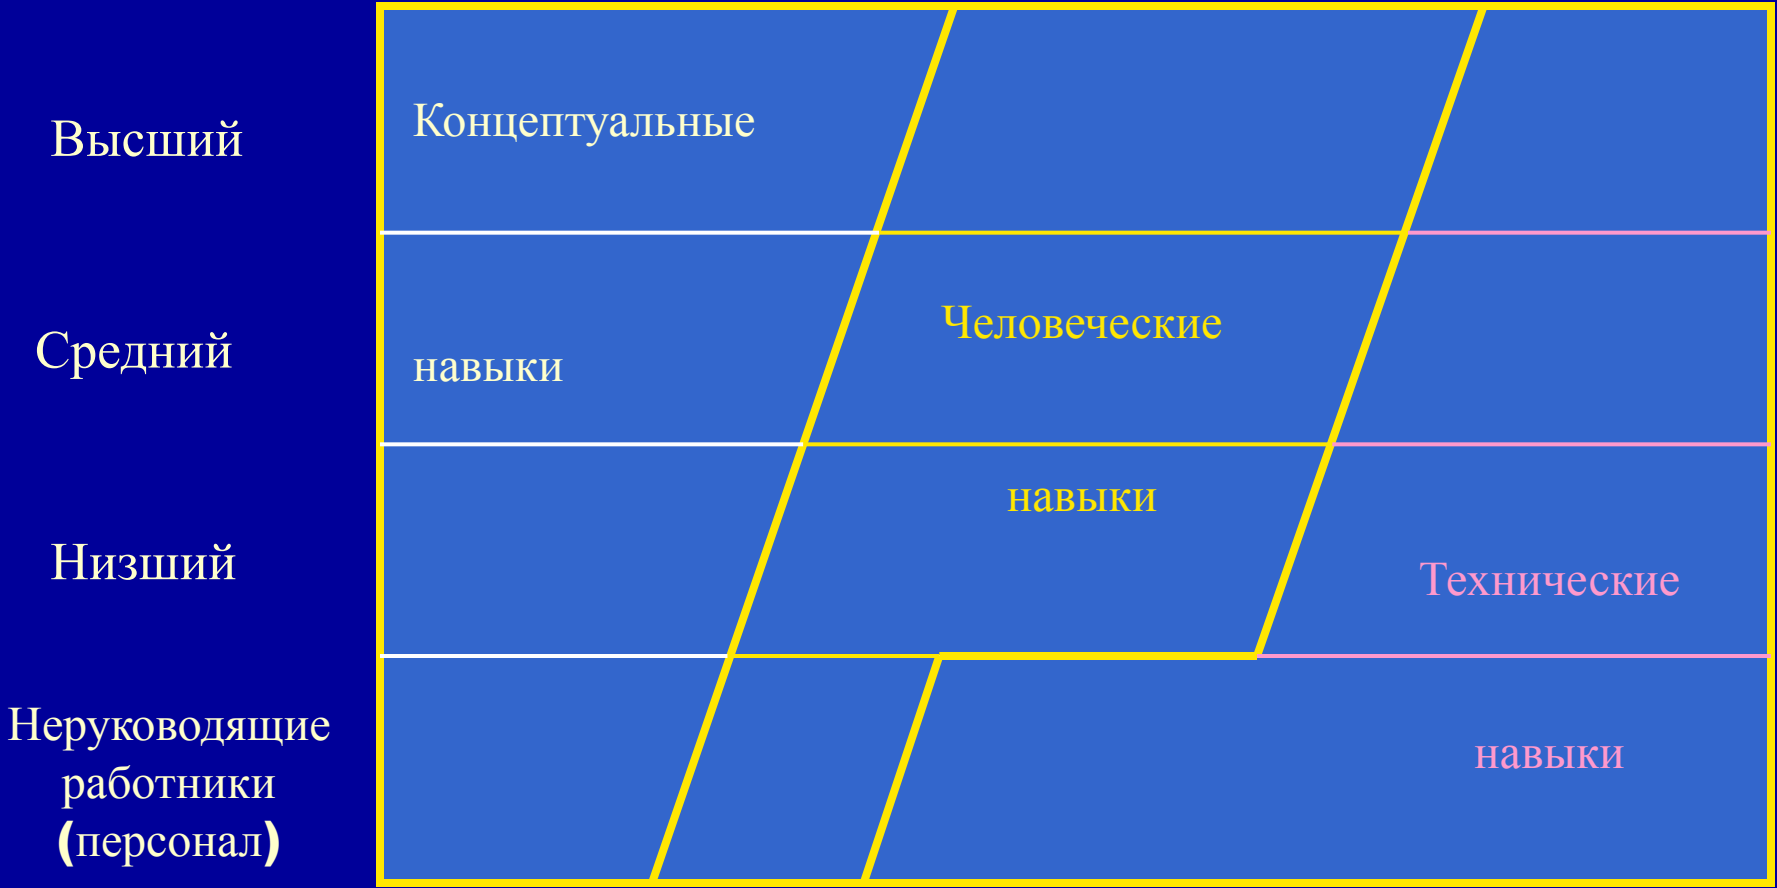 Высший
Концептуальные
Средний
навыки
Человеческие
навыки
Низший
Технические
навыки
Неруководящие
работники
(персонал)